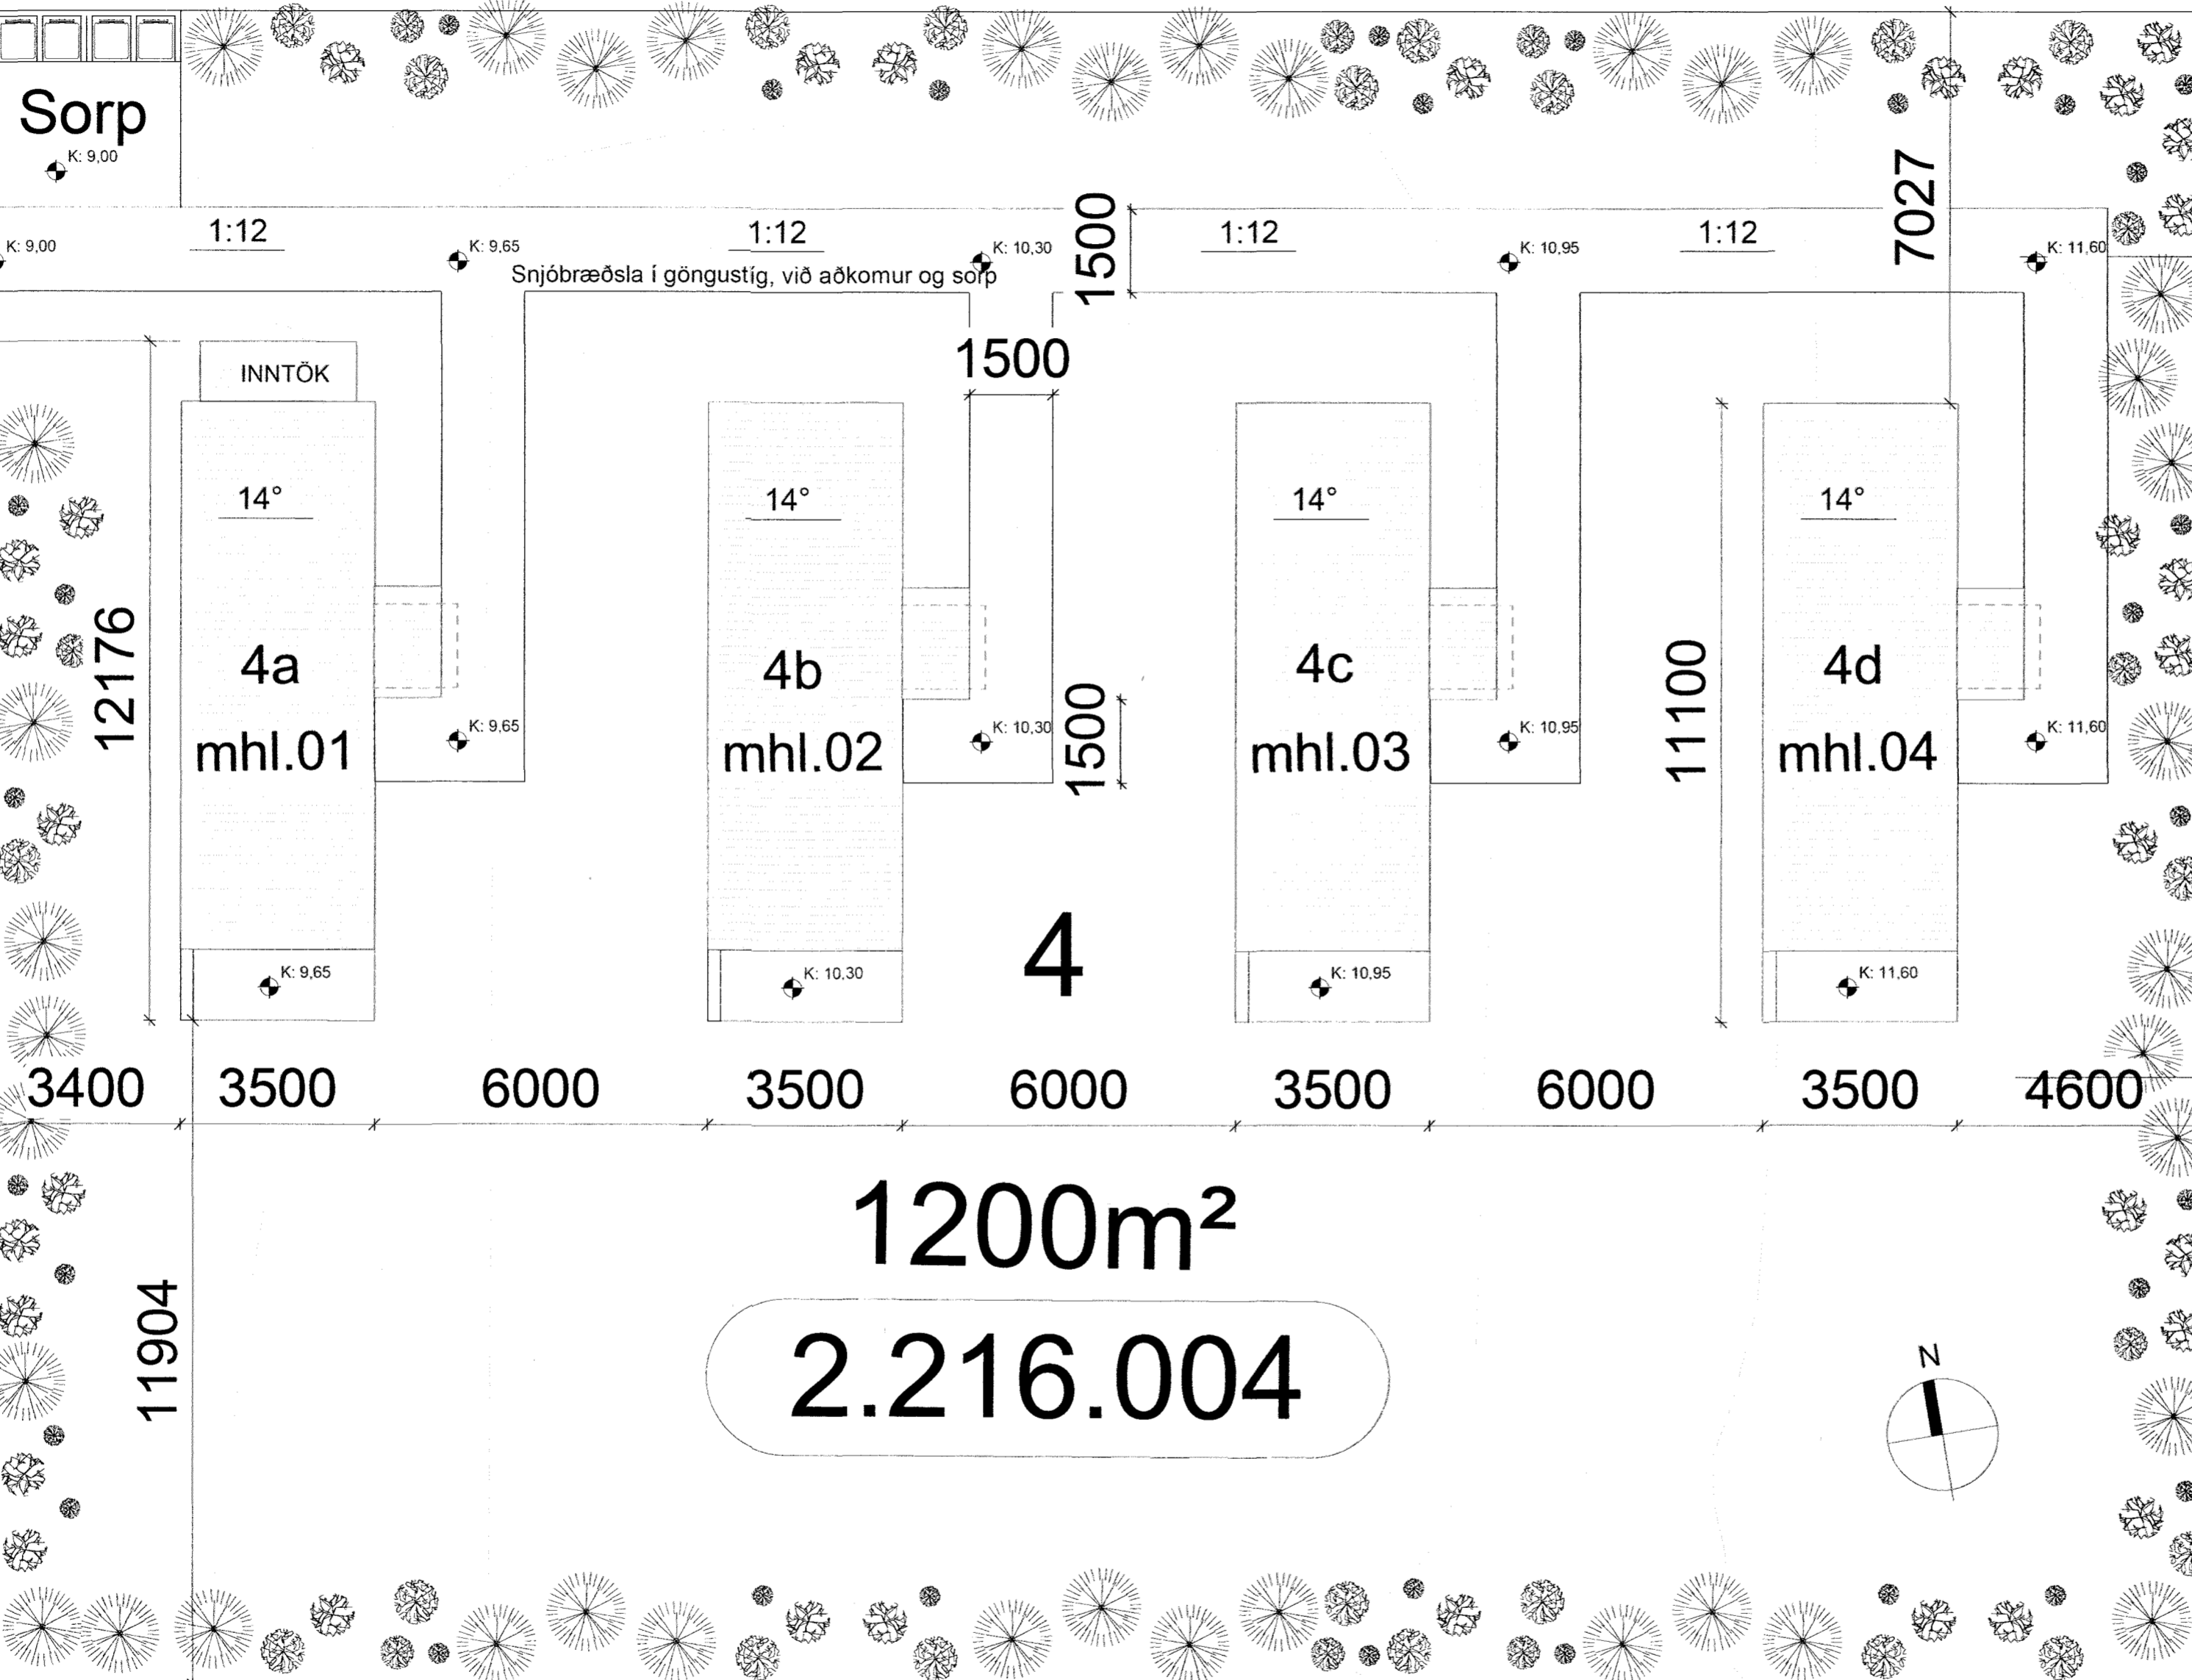 Sorp
K: 9,00
7027
1:12
1:12
1500
1:12
1:12
K: 9,00
K: 9,65
K: 10,30
K: 10,95
K: 11,60
Snjóbræðsla í göngustíg, við aðkomur og sorp
1500
INNTÖK
14°
14°
14°
14°
12176
4a
4b
4c
11100
4d
mhl.01
K: 9,65
mhl.02
K: 10,30
1500
mhl.03
K: 10,95
mhl.04
K: 11,60
4
K: 9,65
K: 10,30
K: 10,95
K: 11,60
3400
3500
6000
3500
6000
3500
6000
3500
4600
1200m²
11904
2.216.004
N